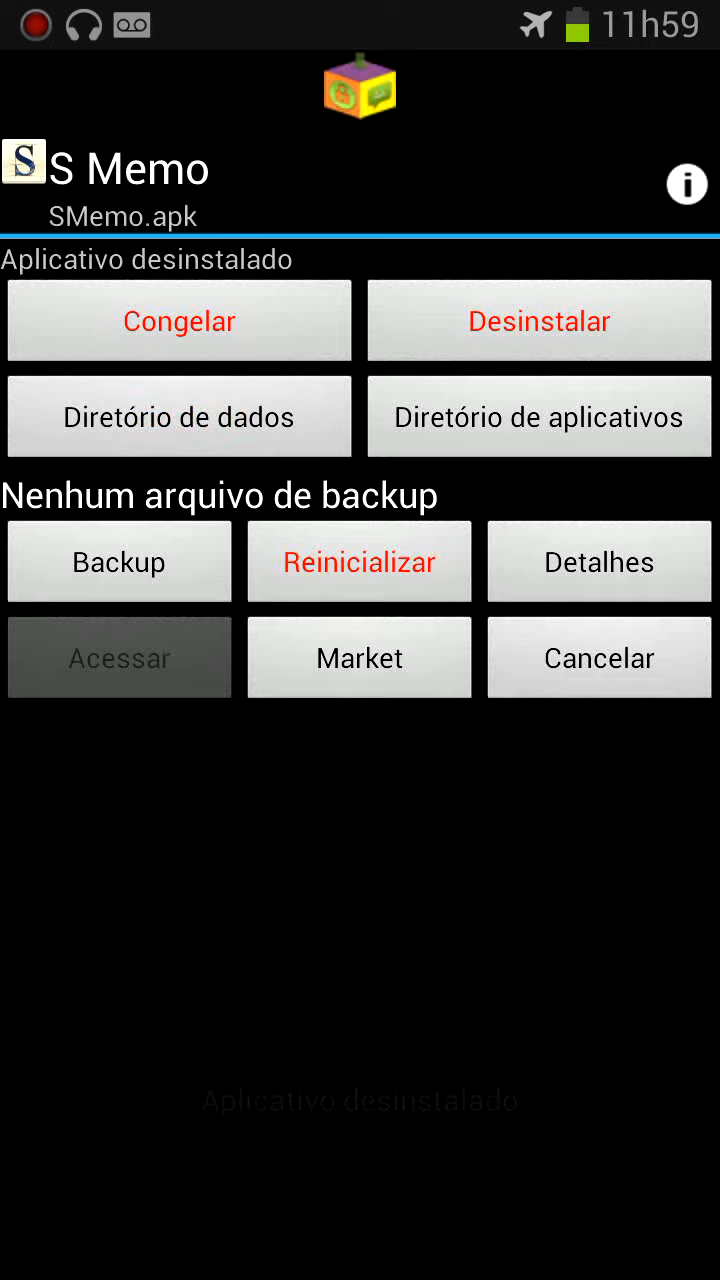 11h59
S Memo
SMemo.apk
Aplicativo desinstalado
Congelar Desinstalar
Diretório de dados Diretório de aplicativos
Nenhum arquivo de backup
Backup Reinicializar Detalhes
Acessar Market Cancelar
Aplicativo desinstalado